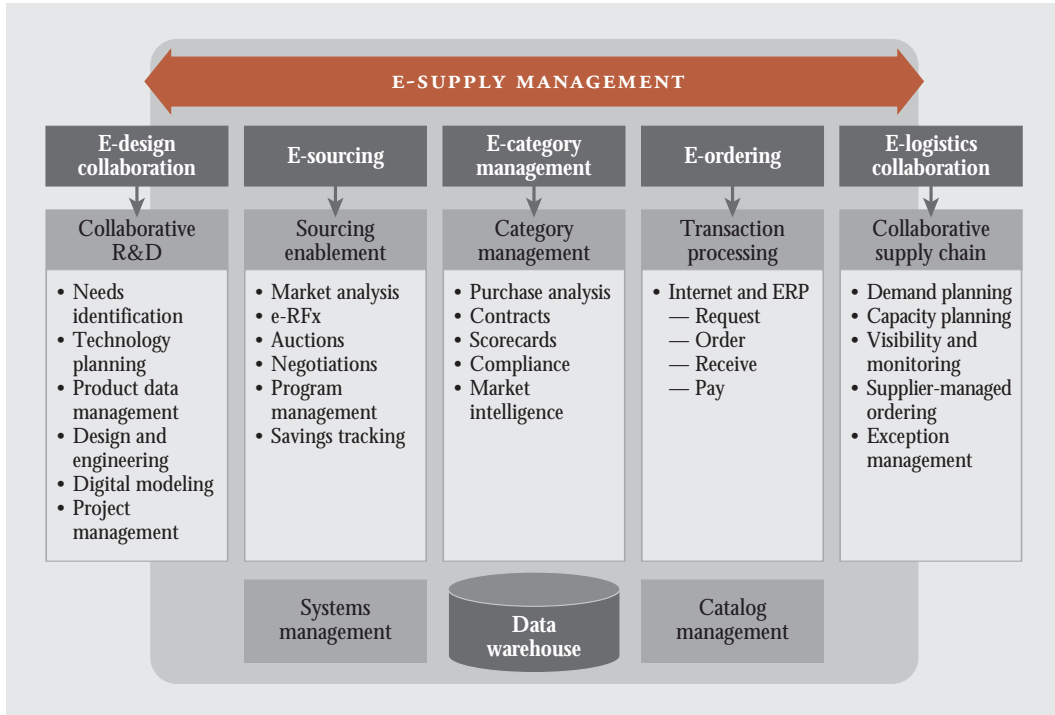 E-SUPPLY MANAGEMENT
E-design
collaboration
Collaborative
R&D
• Needs
identification
• Technology
planning
• Product data
management
• Design and
engineering
• Digital modeling
• Project
management
E-sourcing
Sourcing
enablement
• Market analysis
• e-RFx
• Auctions
• Negotiations
• Program
management
• Savings tracking
E-category
management
Category
management
• Purchase analysis
• Contracts
• Scorecards
• Compliance
• Market
intelligence
E-ordering
Transaction
processing
• Internet and ERP
— Request
— Order
— Receive
— Pay
E-logistics
collaboration
Collaborative
supply chain
• Demand planning
• Capacity planning
• Visibility and
monitoring
• Supplier-managed
ordering
• Exception
management
Systems
management
Data
warehouse
Catalog
management